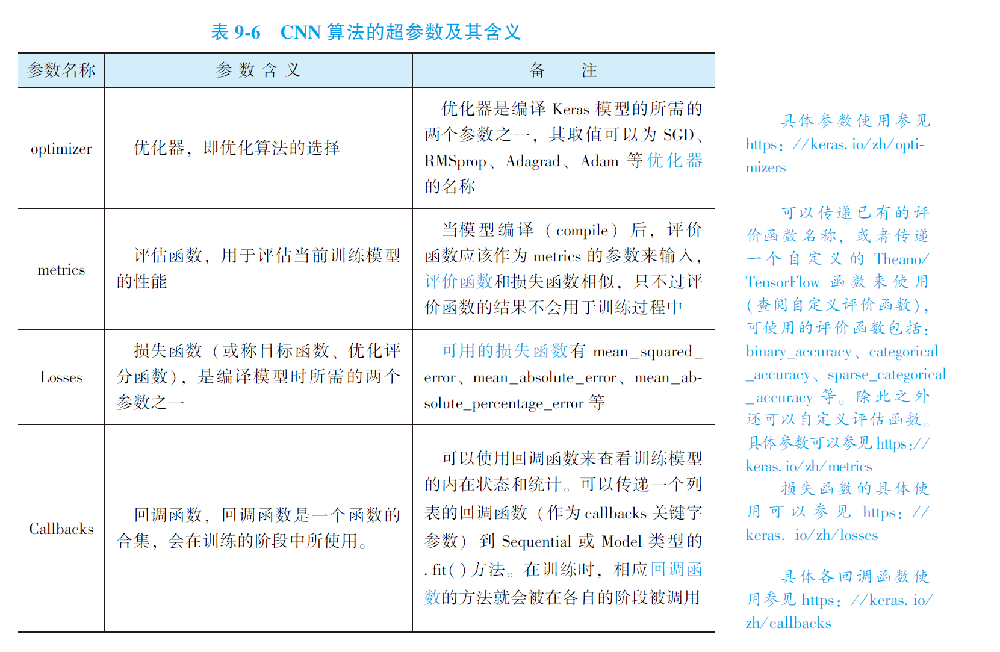 表 9-6 CNN 算法的超参数及其含义
参数名称
参 数 含 义
备 注
optimizer
优化器，即优化算法的选择
优化器是编译 Keras 模型的所需的
两个参数之一，其取值可以为 SGD、
RMSprop、Adagrad、Adam 等优化器
的名称
metrics
评估函数，用于评估当前训练模型
的性能
当模型编译（compile）后，评价
函数应该作为 metrics 的参数来输入，
评价函数和损失函数相似，只不过评
价函数的结果不会用于训练过程中
Losses
损失函数（或称目标函数、优化评
分函数），是编译模型时所需的两个
参数之一
可用的损失函数有 mean_squared_
error、mean_absolute_error、mean_ab-
solute_percentage_error 等
Callbacks
回调函数，回调函数是一个函数的
合集，会在训练的阶段中所使用。
可以使用回调函数来查看训练模型
的内在状态和统计。可以传递一个列
表的回调函数（作为 callbacks 关键字
参数）到 Sequential 或 Model 类型的
.fit()方法。在训练时，相应回调函
数的方法就会被在各自的阶段被调用
具体参数使用参见
https：//keras. io/zh/opti-
mizers
可以传递已有的评
价函数名称，或者传递
一个自定义的 Theano/
TensorFlow 函数来使用
（查阅自定义评价函数），
可使用的评价函数包括：
binary_accuracy、categorical
_accuracy、sparse_categorical
_accuracy 等。除此之外
还可以自定义评估函数。
具体参数可以参见 https：//
keras. io/zh/metrics
损失函数的具体使
用可以参见 https：//
keras. io/zh/losses
具体各回调函数使
用参见 https：//keras. io/
zh/callbacks